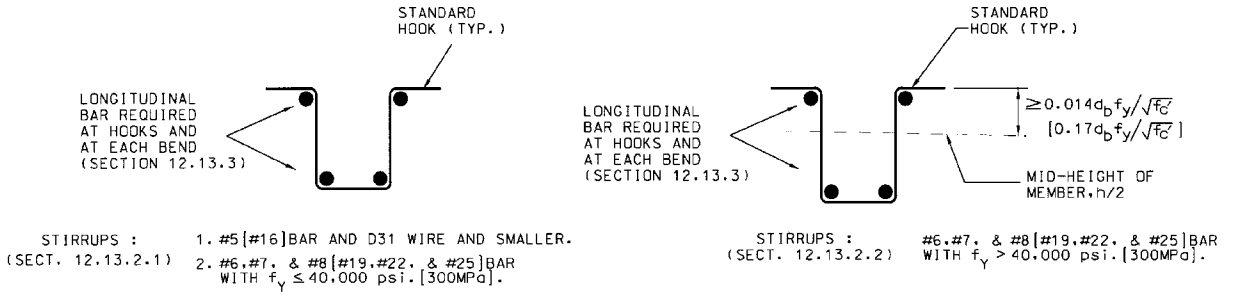 STANDARD
HOOK (TYP.)
LONGITUDINAL
BAR REQUIRED
AT HOOKS AND
AT EACH BEND
(SECTION 12.13.3)
STIRRUPS :
(SECT. 12.13.2.1)
1. #5[#16]BAR AND D31 WIRE AND SMALLER.
2. #6,#7, & #8[#19,#22, & #25]BAR
WITH fy ≤ 40,000 psi.[300MPa].
STANDARD
HOOK (TYP.)
LONGITUDINAL
BAR REQUIRED
AT HOOKS AND
AT EACH BEND
(SECTION 12.13.3)
≥0.014dbfy/√fc′
[0.17dbfy/√fc′]
MID-HEIGHT OF
MEMBER,h/2
STIRRUPS :
(SECT. 12.13.2.2)
#6,#7, & #8[#19,#22, & #25]BAR
WITH fy > 40,000 psi.[300MPa].